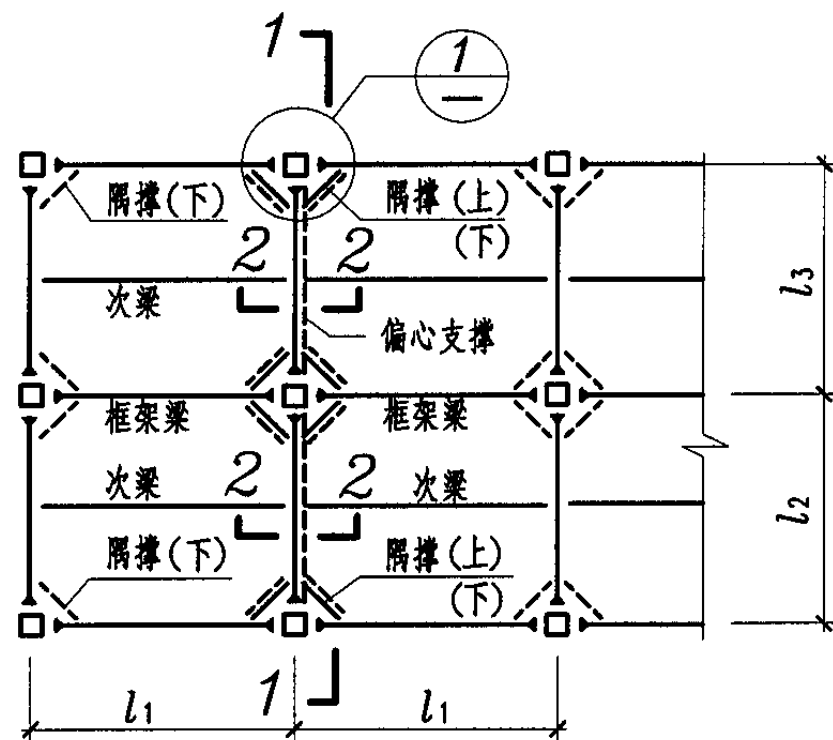 1
1
隅撑(下)
隅撑(上)
(下)
2 2
次梁
偏心支撑
l3
框架梁
框架梁
次梁
2 2
次梁
l2
隅撑(下)
隅撑(上)
(下)
1
l1
l1